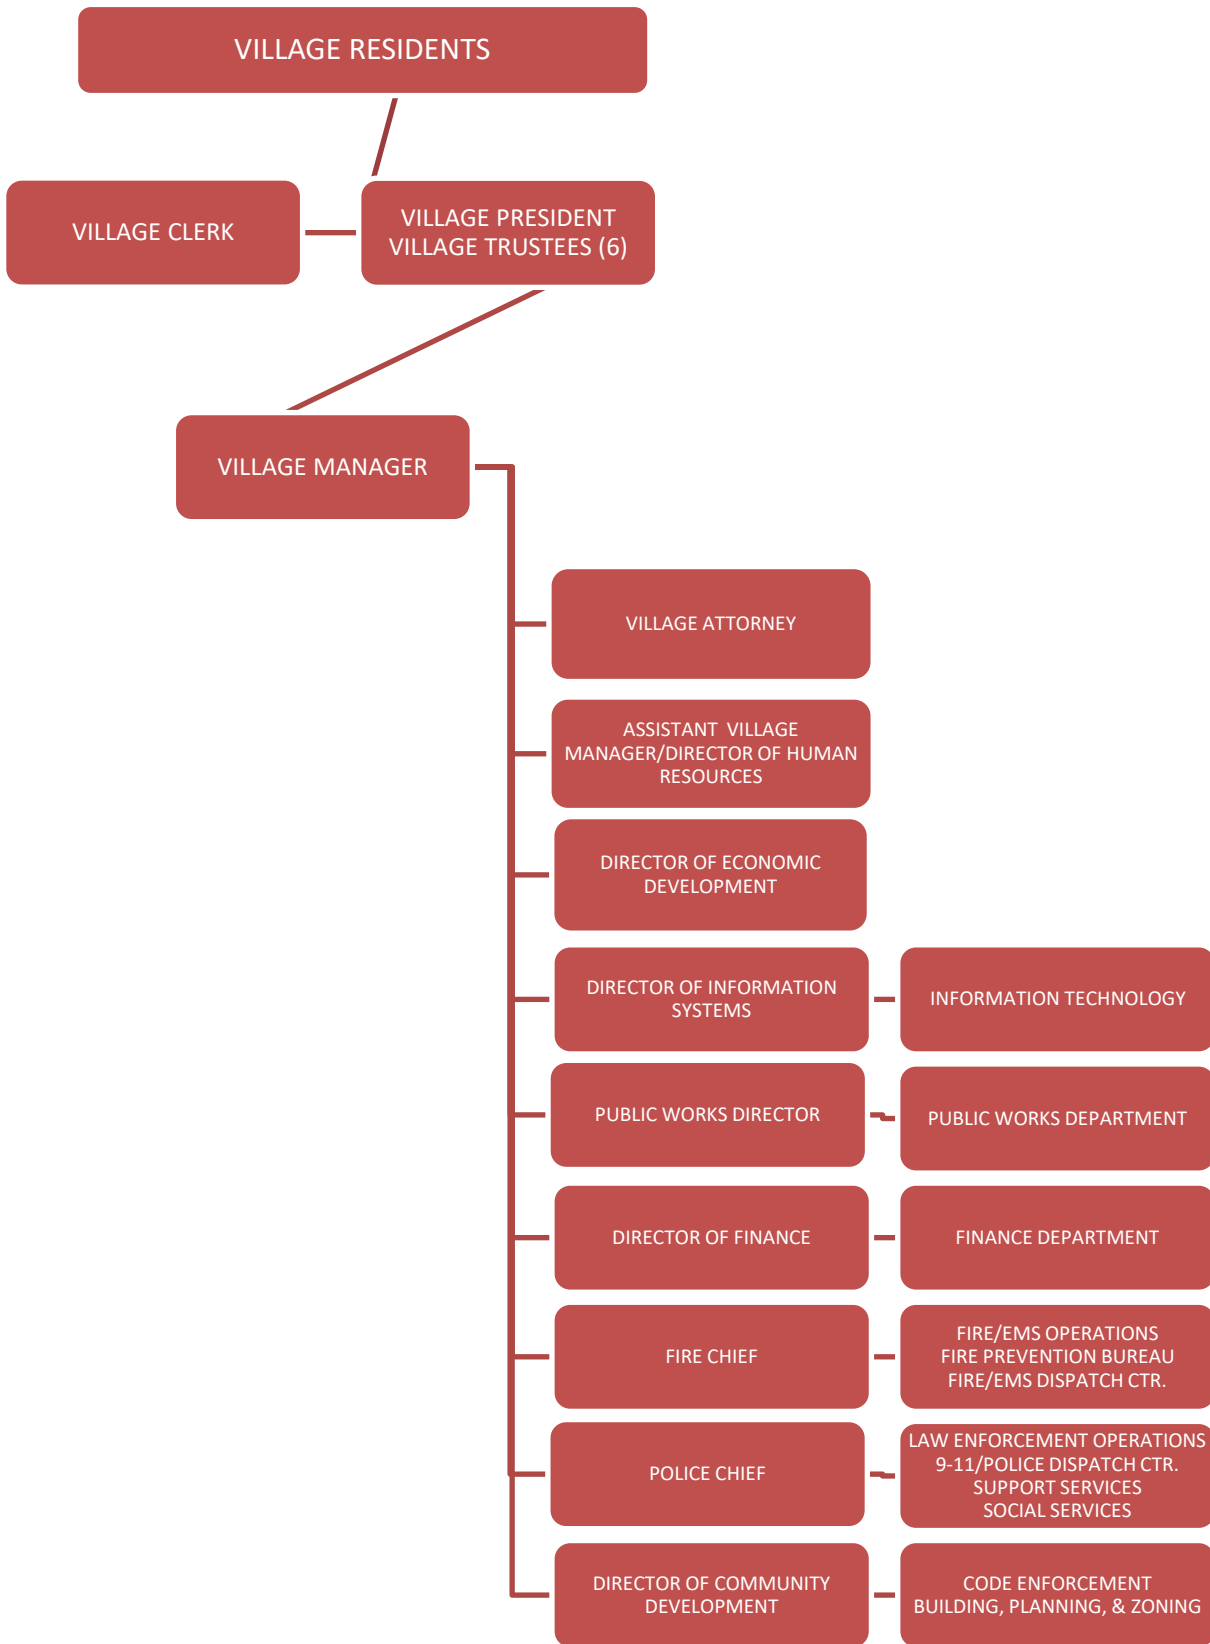 VILLAGE RESIDENTS
VILLAGE CLERK
VILLAGE PRESIDENT
VILLAGE TRUSTEES (6)
VILLAGE MANAGER
VILLAGE ATTORNEY
ASSISTANT VILLAGE
MANAGER/DIRECTOR OF HUMAN
RESOURCES
DIRECTOR OF ECONOMIC
DEVELOPMENT
DIRECTOR OF INFORMATION
SYSTEMS
INFORMATION TECHNOLOGY
PUBLIC WORKS DIRECTOR
PUBLIC WORKS DEPARTMENT
DIRECTOR OF FINANCE
FINANCE DEPARTMENT
FIRE CHIEF
FIRE/EMS OPERATIONS
FIRE PREVENTION BUREAU
FIRE/EMS DISPATCH CTR.
POLICE CHIEF
LAW ENFORCEMENT OPERATIONS
9-11/POLICE DISPATCH CTR.
SUPPORT SERVICES
SOCIAL SERVICES
DIRECTOR OF COMMUNITY
DEVELOPMENT
CODE ENFORCEMENT
BUILDING, PLANNING, & ZONING